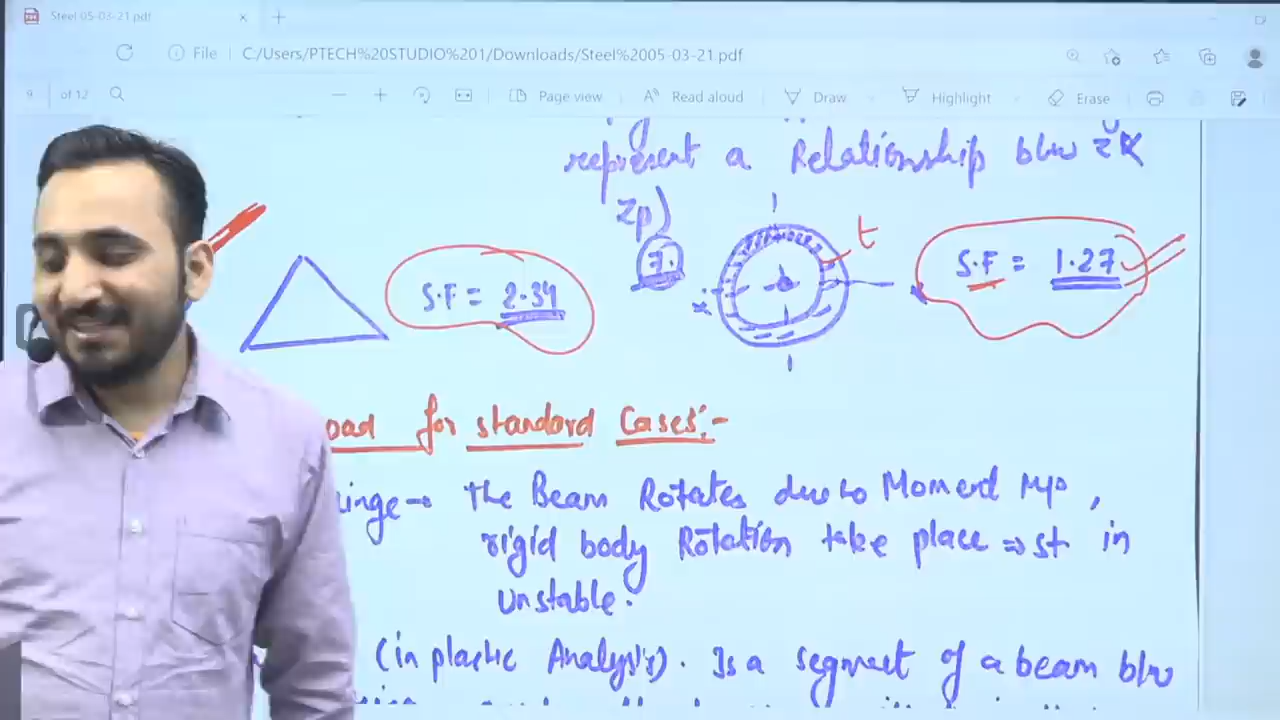 Steel 05-03-21.pdf
File C:/Users/PTECH%20STUDIO%201/Downloads/Steel%2005-03-21.pdf
9 of 12 Page view Read aloud Draw Highlight Erase
represent a Relationship b/w Z &
Zp)
7.
t
S.F = 2.34
S.F = 1.27
x
oad for standard Cases:-
inge → The Beam Rotates due to Moment Mp,
rigid body Rotation take place ⇒ st in
unstable.
(in plastic Analysis). Is a segment of a beam b/w